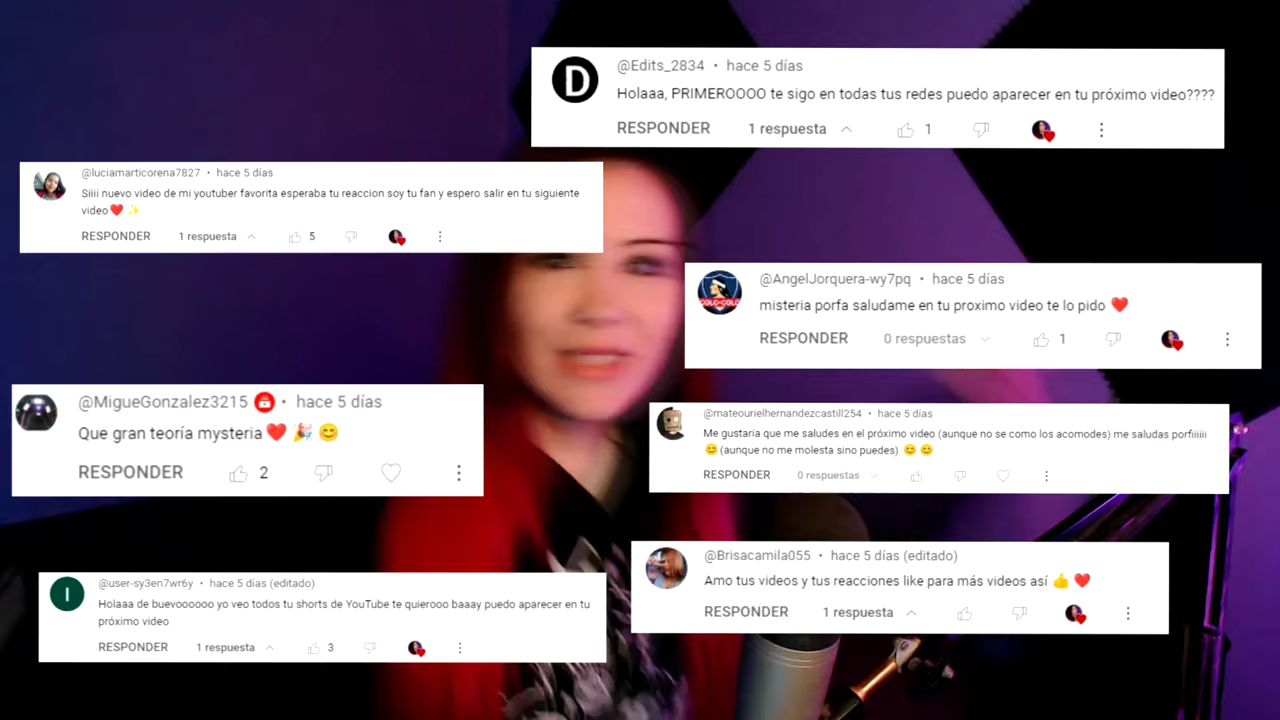 D
@Edits_2834 • hace 5 días
Holaaa, PRIMEROOOO te sigo en todas tus redes puedo aparecer en tu próximo video????
RESPONDER 1 respuesta 1
@luciamarticorena7827 • hace 5 días
Siiii nuevo video de mi youtuber favorita esperaba tu reaccion soy tu fan y espero salir en tu siguiente
video❤️ ✨
RESPONDER 1 respuesta 5
COLO-COLO
@AngelJorquera-wy7pq • hace 5 días
misteria porfa saludame en tu proximo video te lo pido ❤️
RESPONDER 0 respuestas 1
@MigueGonzalez3215 • hace 5 días
Que gran teoría mysteria❤️ 🎉 😊
RESPONDER 2
@mateourielhernandezcastill254 • hace 5 días
Me gustaria que me saludes en el próximo video (aunque no se como los acomodes) me saludas porfiiiiii
😊(aunque no me molesta sino puedes) 😊 😊
RESPONDER 0 respuestas
@Brisacamila055 • hace 5 días (editado)
Amo tus videos y tus reacciones like para más videos así 👍 ❤️
RESPONDER 1 respuesta
I
@user-sy3en7wr6y • hace 5 días (editado)
Holaaa de buevoooooo yo veo todos tu shorts de YouTube te quierooo baaay puedo aparecer en tu
próximo video
RESPONDER 1 respuesta 3